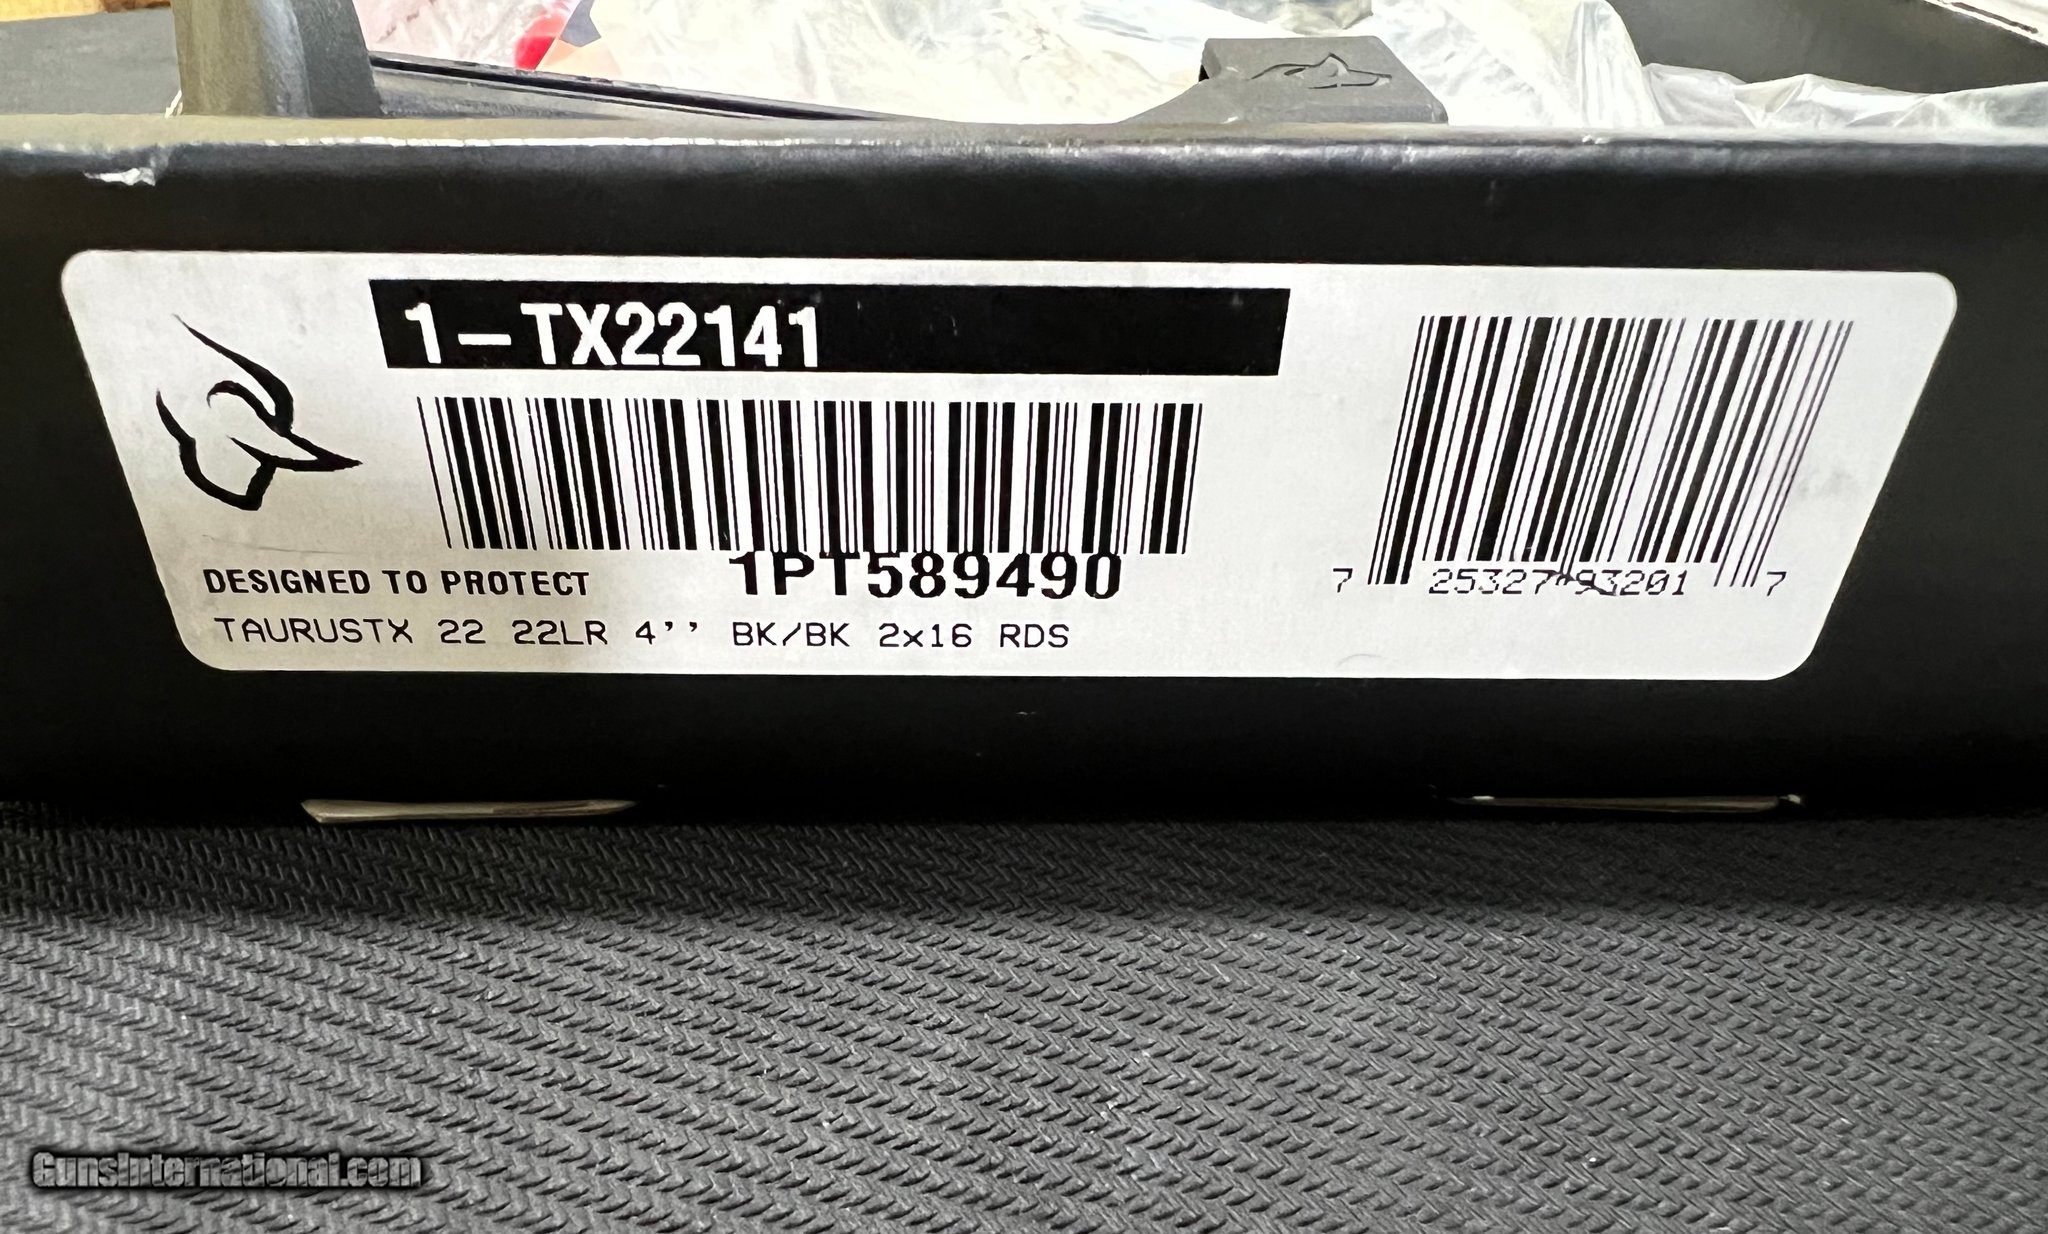 1-TX22141
1PT589490
DESIGNED TO PROTECT
TAURUSTX 22 22LR 4'' BK/BK 2x16 RDS
7 25327 93201 7
GunsInternational.com